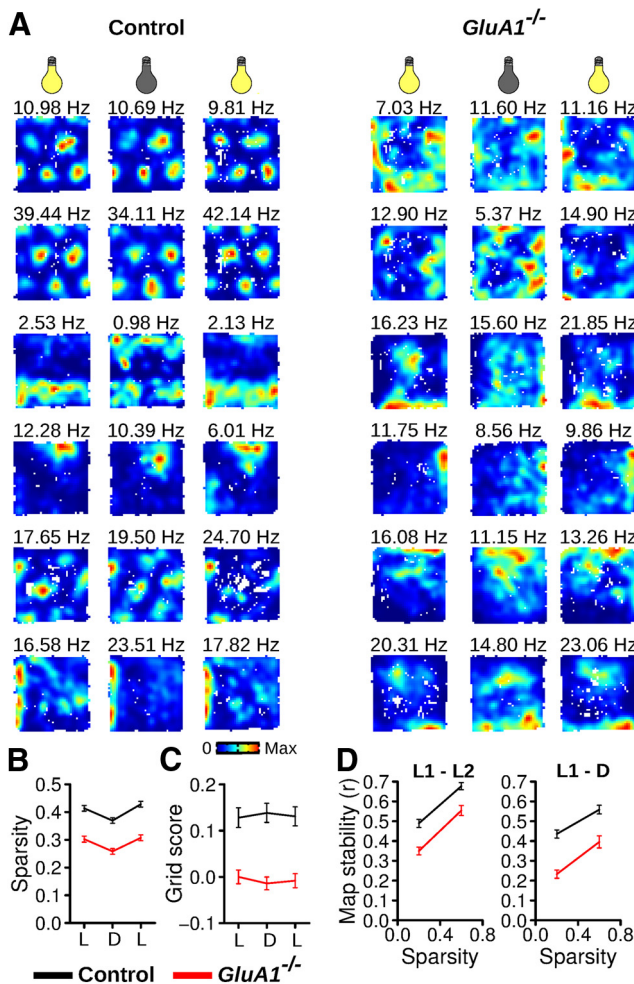 A
Control
GluA1-/-
10.98 Hz 10.69 Hz 9.81 Hz 7.03 Hz 11.60 Hz 11.16 Hz
39.44 Hz 34.11 Hz 42.14 Hz 12.90 Hz 5.37 Hz 14.90 Hz
2.53 Hz 0.98 Hz 2.13 Hz 16.23 Hz 15.60 Hz 21.85 Hz
12.28 Hz 10.39 Hz 6.01 Hz 11.75 Hz 8.56 Hz 9.86 Hz
17.65 Hz 19.50 Hz 24.70 Hz 16.08 Hz 11.15 Hz 13.26 Hz
16.58 Hz 23.51 Hz 17.82 Hz 20.31 Hz 14.80 Hz 23.06 Hz
0 Max
B
Sparsity
0.5
0.4
0.3
0.2
0.1
0.0
L D L
C
Grid score
0.2
0.1
0.0
−0.1
L D L
D
Map stability (r)
L1 - L2
0.7
0.6
0.5
0.4
0.3
0.2
0.1
0.0
0.0 0.4 0.8
Sparsity
L1 - D
0.7
0.6
0.5
0.4
0.3
0.2
0.1
0.0
0.0 0.4 0.8
Sparsity
Control GluA1-/-